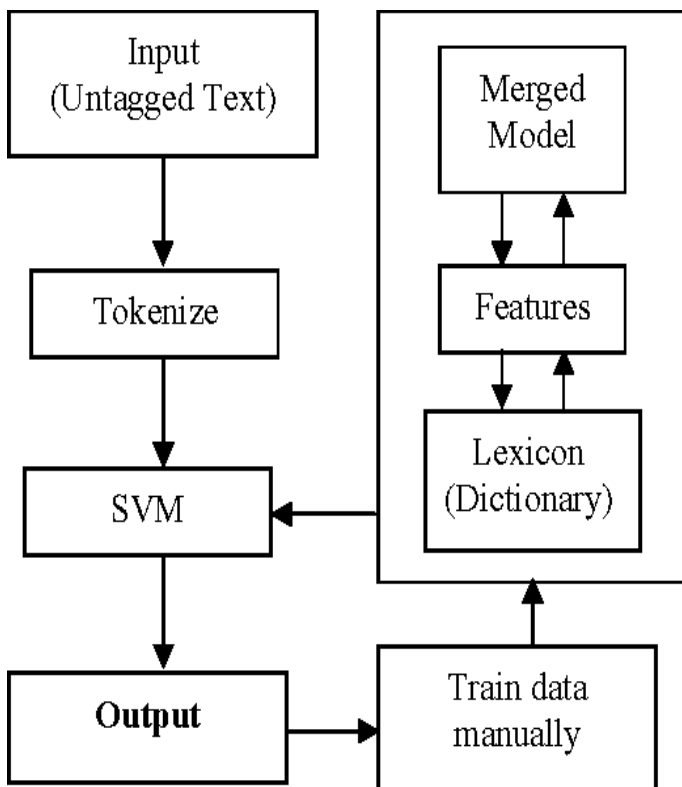 Input
(Untagged Text)
Tokenize
SVM
Output
Merged
Model
Features
Lexicon
(Dictionary)
Train data
manually